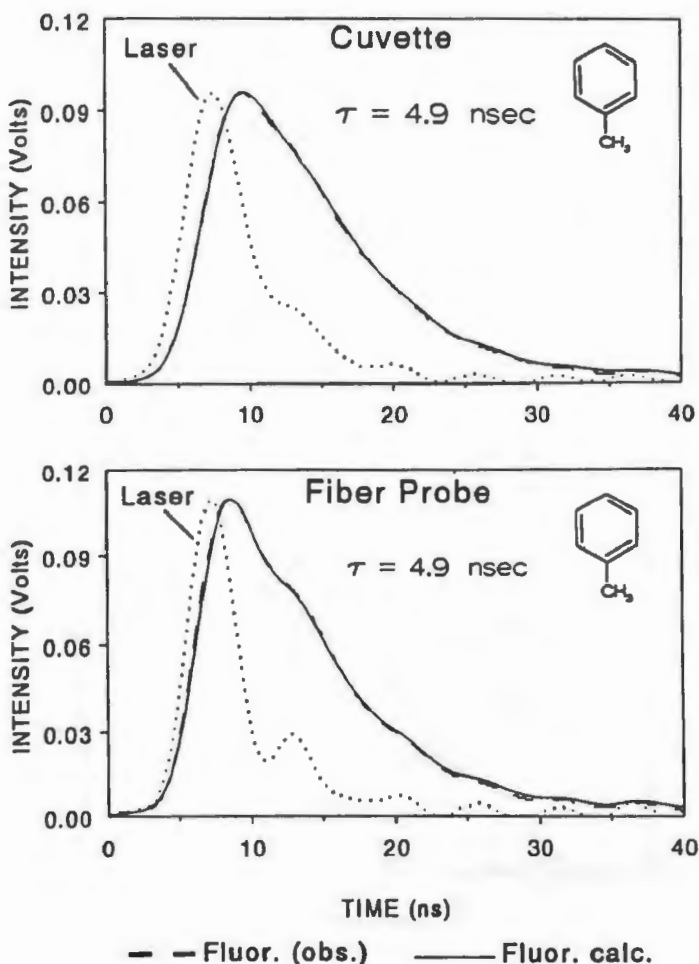 Cuvette
Laser
τ = 4.9 nsec
CH₃
INTENSITY (Volts)
0.12
0.09
0.06
0.03
0.00
0 10 20 30 40
Fiber Probe
Laser
τ = 4.9 nsec
CH₃
INTENSITY (Volts)
0.12
0.09
0.06
0.03
0.00
0 10 20 30 40
TIME (ns)
Fluor. (obs.) Fluor. calc.